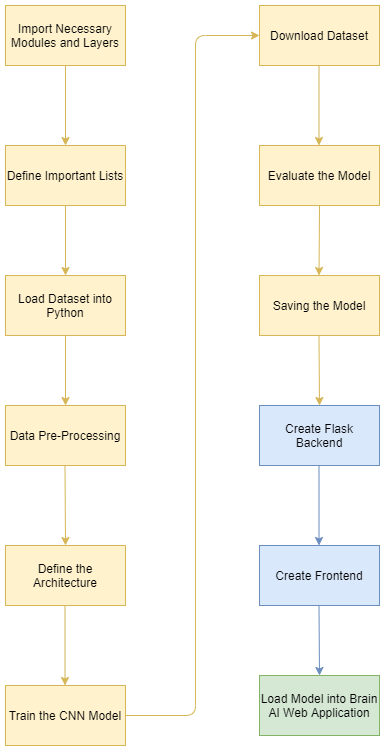 Import Necessary
Modules and Layers
Define Important Lists
Load Dataset into
Python
Data Pre-Processing
Define the
Architecture
Train the CNN Model
Download Dataset
Evaluate the Model
Saving the Model
Create Flask
Backend
Create Frontend
Load Model into Brain
AI Web Application